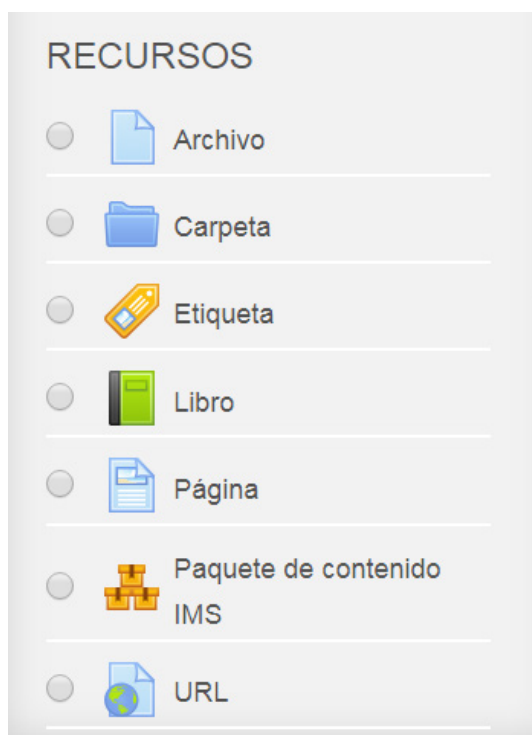 RECURSOS
Archivo
Carpeta
Etiqueta
Libro
Página
Paquete de contenido
IMS
URL